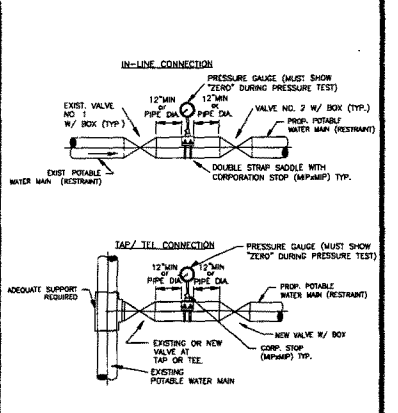 IN-LINE CONNECTION
PRESSURE GAUGE (MUST SHOW
"ZERO" DURING PRESSURE TEST)
EXIST. VALVE
NO. 1
W/ BOX (TYP.)
12"MIN
or
PIPE DIA.
12"MIN
or
PIPE DIA.
VALVE NO. 2 W/ BOX (TYP.)
PROP. POTABLE
WATER MAIN (RESTRAINT)
EXIST POTABLE
WATER MAIN (RESTRAINT)
DOUBLE STRAP SADDLE WITH
CORPORATION STOP (MIPxMIP) TYP.
TAP/ TEE CONNECTION
PRESSURE GAUGE (MUST SHOW
"ZERO" DURING PRESSURE TEST)
12"MIN
or
PIPE DIA.
12"MIN
or
PIPE DIA.
ADEQUATE SUPPORT
REQUIRED
PROP. POTABLE
WATER MAIN (RESTRAINT)
NEW VALVE W/ BOX
EXISTING OR NEW
VALVE AT
TAP OR TEE.
CORP. STOP
(MIPxMIP) TYP.
EXISTING
POTABLE WATER MAIN